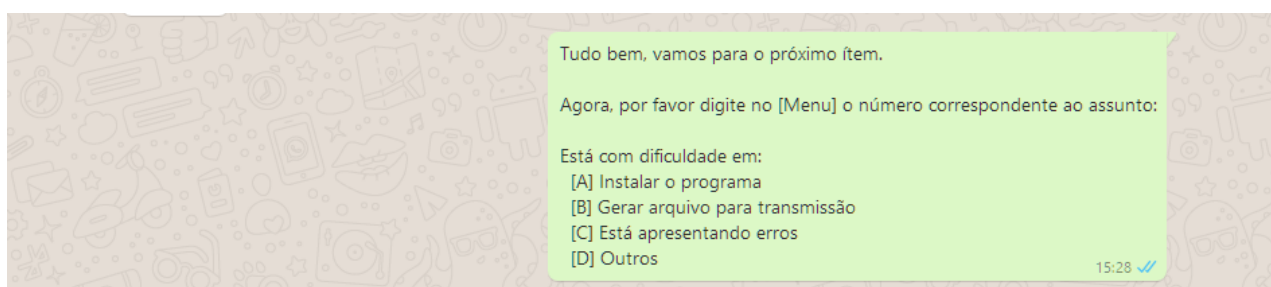 Tudo bem, vamos para o próximo ítem.
Agora, por favor digite no [Menu] o número correspondente ao assunto:
Está com dificuldade em:
[A] Instalar o programa
[B] Gerar arquivo para transmissão
[C] Está apresentando erros
[D] Outros
15:28